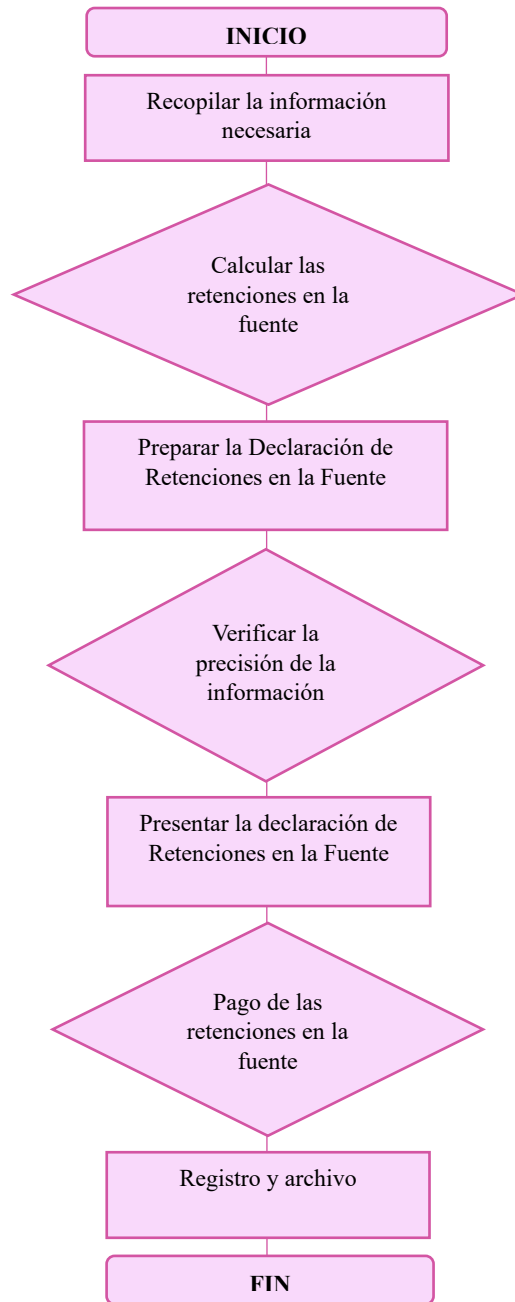 INICIO
Recopilar la información
necesaria
Calcular las
retenciones en la
fuente
Preparar la Declaración de
Retenciones en la Fuente
Verificar la
precisión de la
información
Presentar la declaración de
Retenciones en la Fuente
Pago de las
retenciones en la
fuente
Registro y archivo
FIN